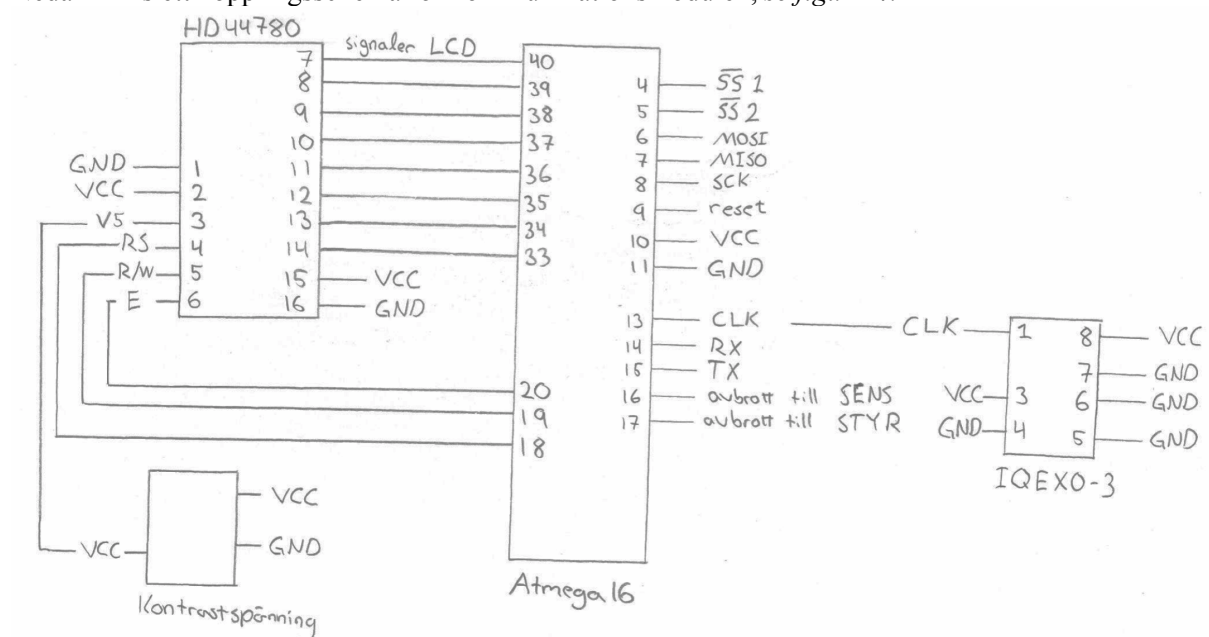 HD44780
signaler LCD
7
8
9
10
11
12
13
14
15 VCC
16 GND
GND 1
VCC 2
V5 3
RS 4
R/W 5
E 6
40
39
38
37
36
35
34
33
20
19
18
4 SS 1
5 SS 2
6 MOSI
7 MISO
8 SCK
9 reset
10 VCC
11 GND
13 CLK
14 RX
15 TX
16 avbrott till SENS
17 avbrott till STYR
Atmega 16
CLK 1
VCC 3
GND 4
8 VCC
7 GND
6 GND
5 GND
IQEXO-3
VCC
GND
VCC
Kontrastspänning